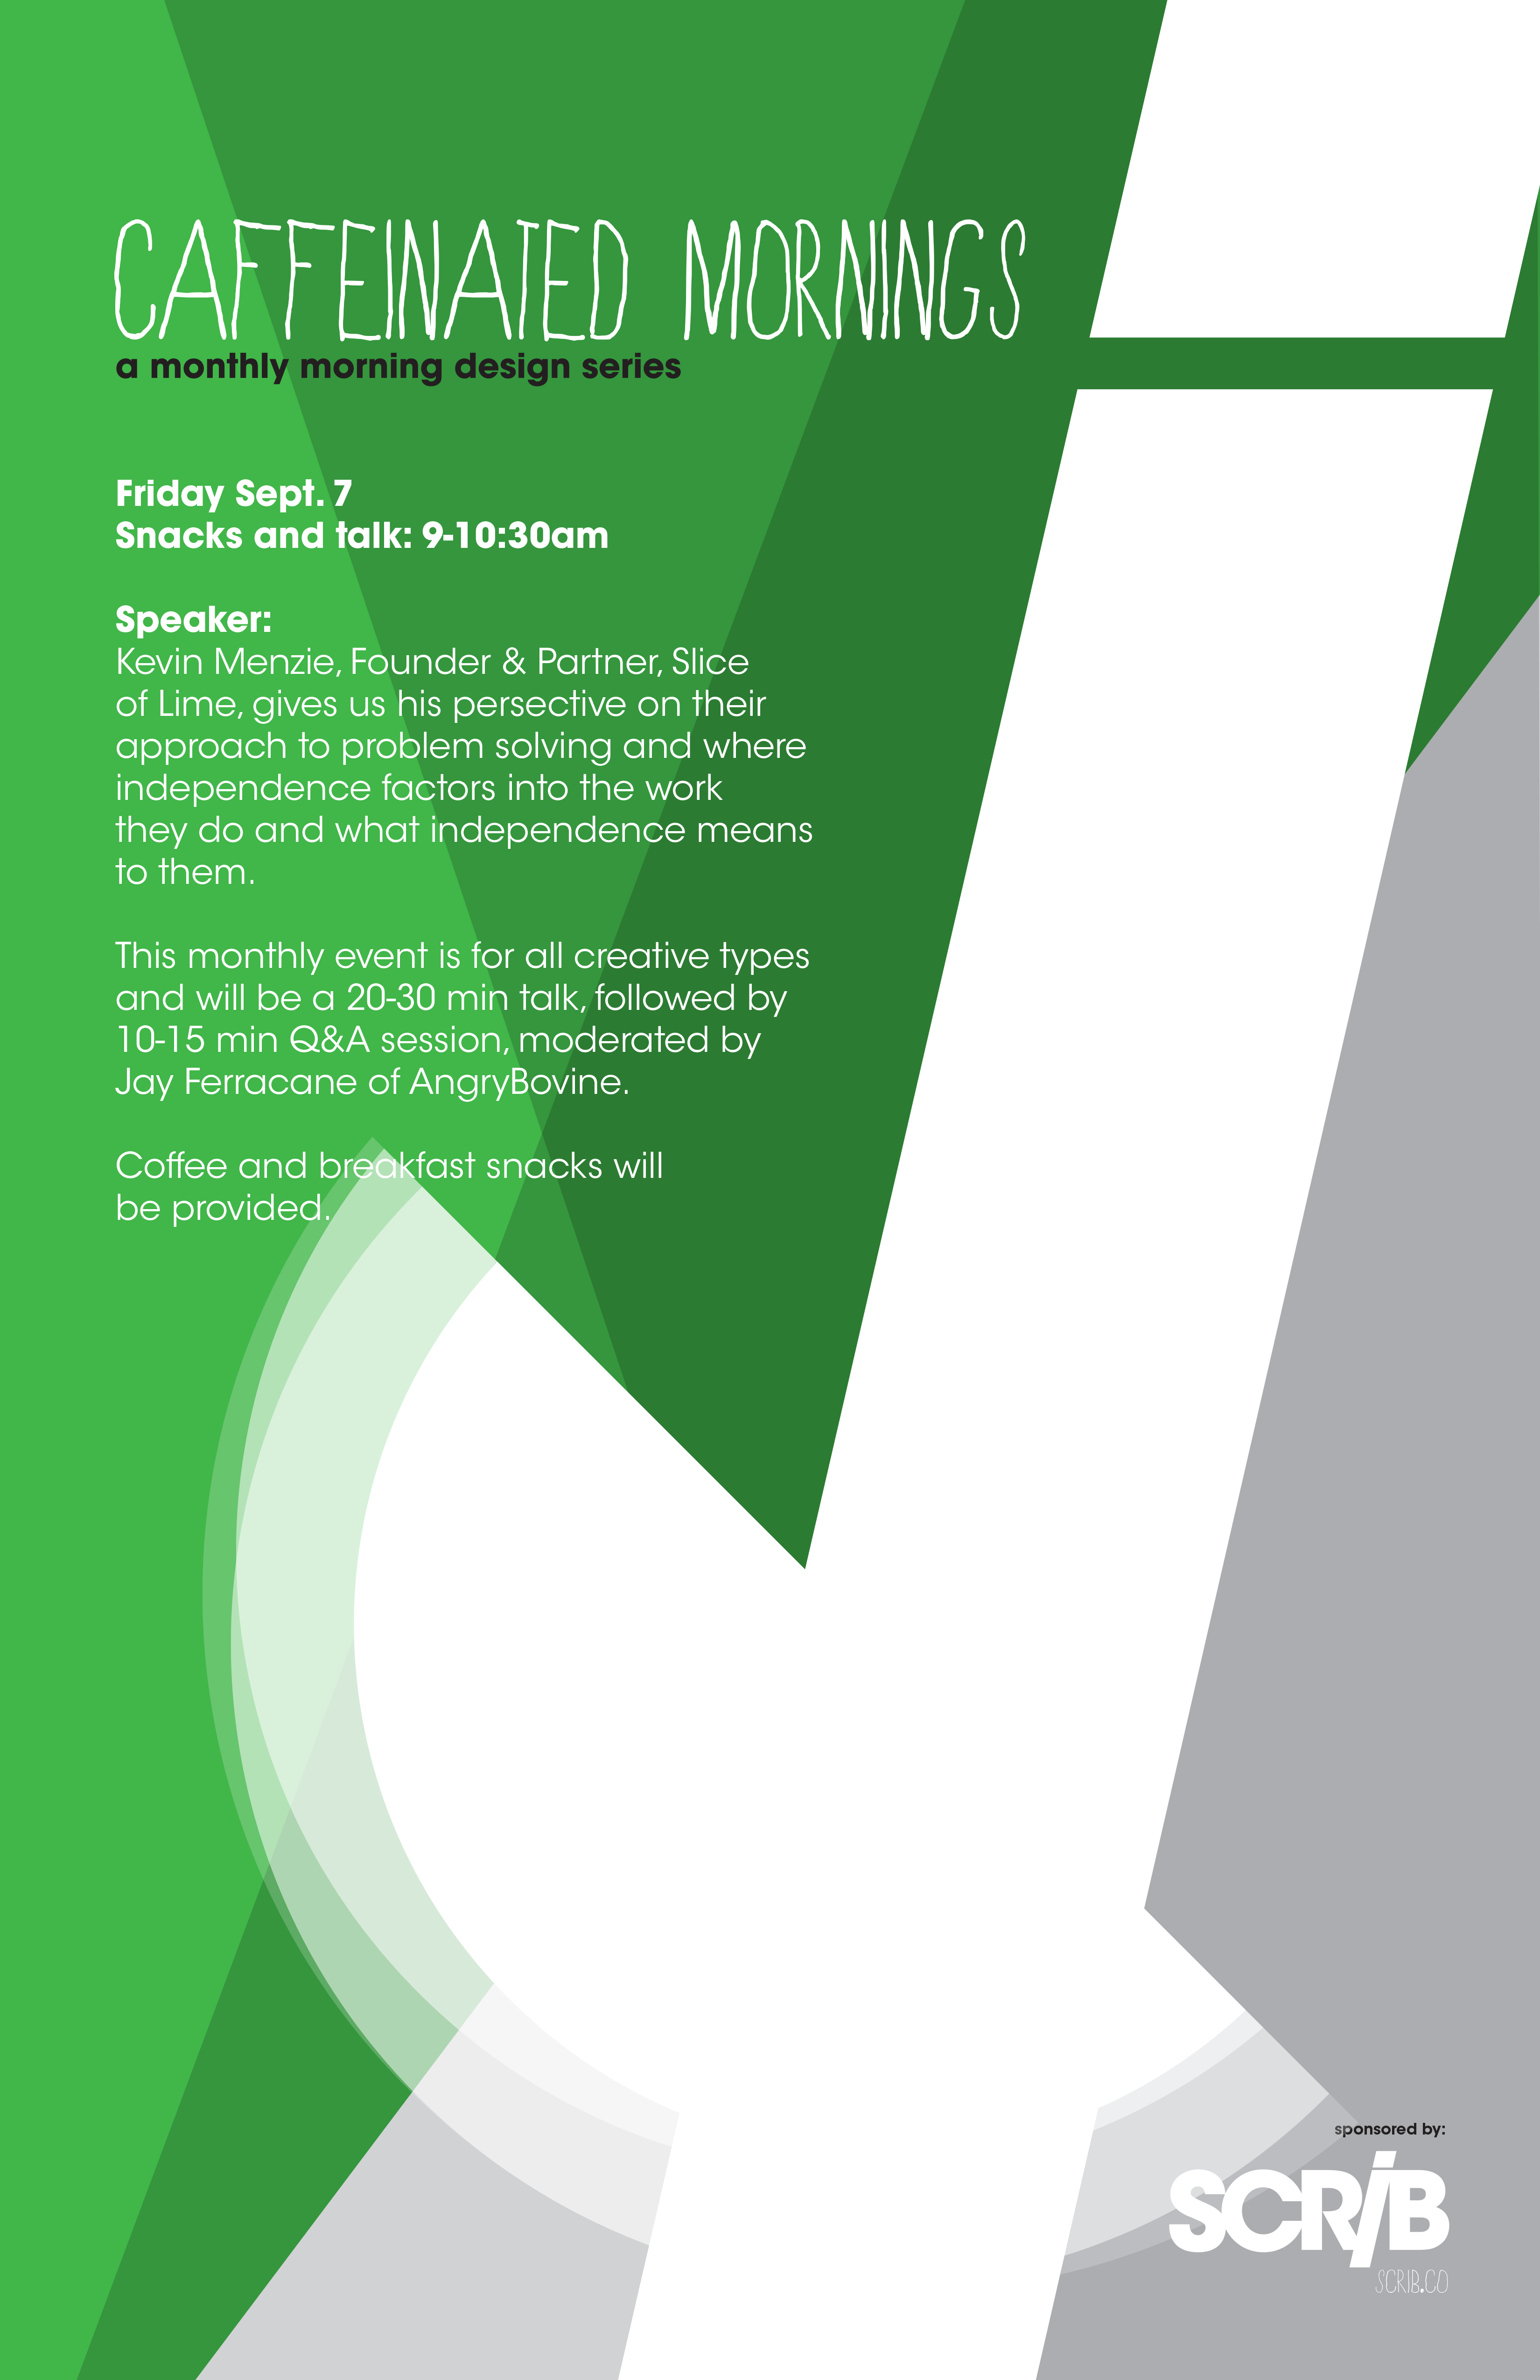 CAFFEINATED MORNINGS
a monthly morning design series
Friday Sept. 7
Snacks and talk: 9-10:30am
Speaker:
Kevin Menzie, Founder & Partner, Slice
of Lime, gives us his persective on their
approach to problem solving and where
independence factors into the work
they do and what independence means
to them.
This monthly event is for all creative types
and will be a 20-30 min talk, followed by
10-15 min Q&A session, moderated by
Jay Ferracane of AngryBovine.
Coffee and breakfast snacks will
be provided.
sponsored by:
SCRiB
SCRIB.CO